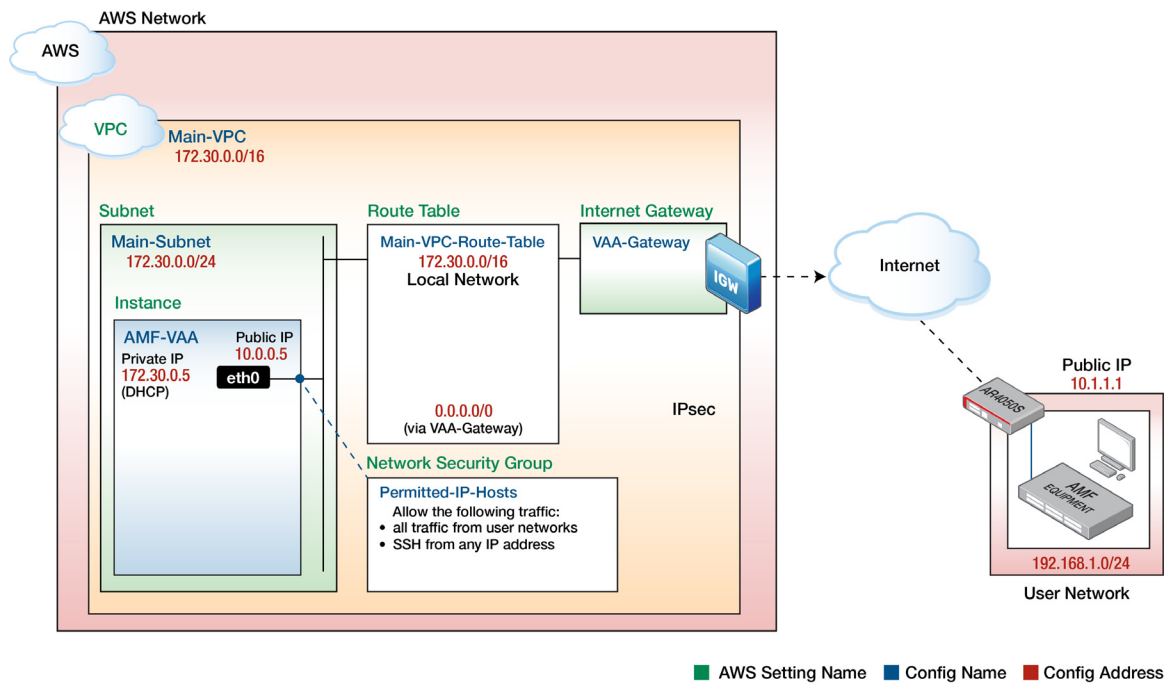 AWS Network
AWS
VPC
Main-VPC
172.30.0.0/16
Subnet
Main-Subnet
172.30.0.0/24
Instance
AMF-VAA
Private IP
172.30.0.5
(DHCP)
Public IP
10.0.0.5
eth0
Route Table
Main-VPC-Route-Table
172.30.0.0/16
Local Network
0.0.0.0/0
(via VAA-Gateway)
Internet Gateway
VAA-Gateway
IGW
IPsec
Network Security Group
Permitted-IP-Hosts
Allow the following traffic:
• all traffic from user networks
• SSH from any IP address
Internet
Public IP
10.1.1.1
AR4050S
AMF
EQUIPMENT
192.168.1.0/24
User Network
AWS Setting Name
Config Name
Config Address